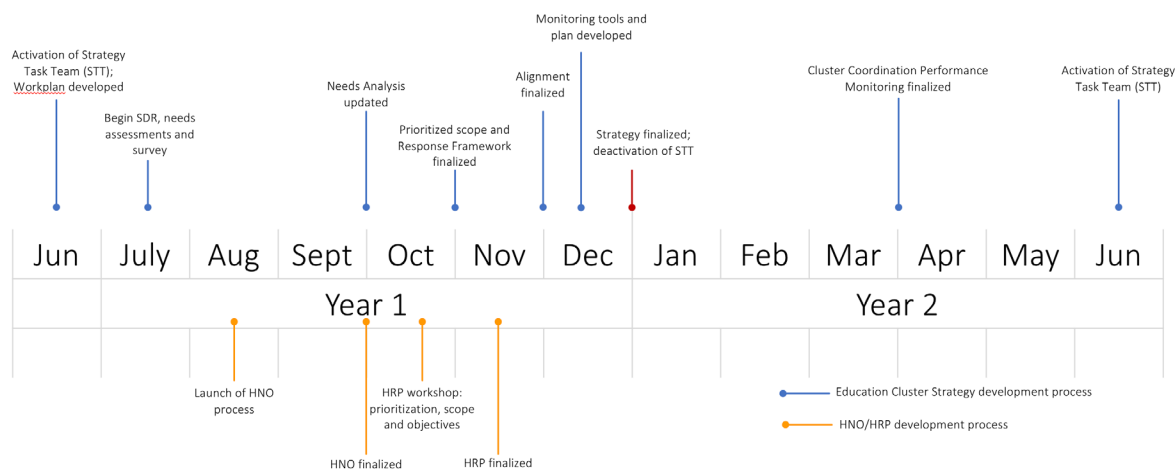 Monitoring tools and
plan developed
Activation of Strategy
Task Team (STT);
Workplan developed
Begin SDR, needs
assessments and
survey
Needs Analysis
updated
Prioritized scope and
Response Framework
finalized
Alignment
finalized
Strategy finalized;
deactivation of STT
Cluster Coordination Performance
Monitoring finalized
Activation of Strategy
Task Team (STT)
Jun July Aug Sept Oct Nov Dec Jan Feb Mar Apr May Jun
Year 1 Year 2
Launch of HNO
process
HNO finalized
HRP workshop:
prioritization, scope
and objectives
HRP finalized
Education Cluster Strategy development process
HNO/HRP development process